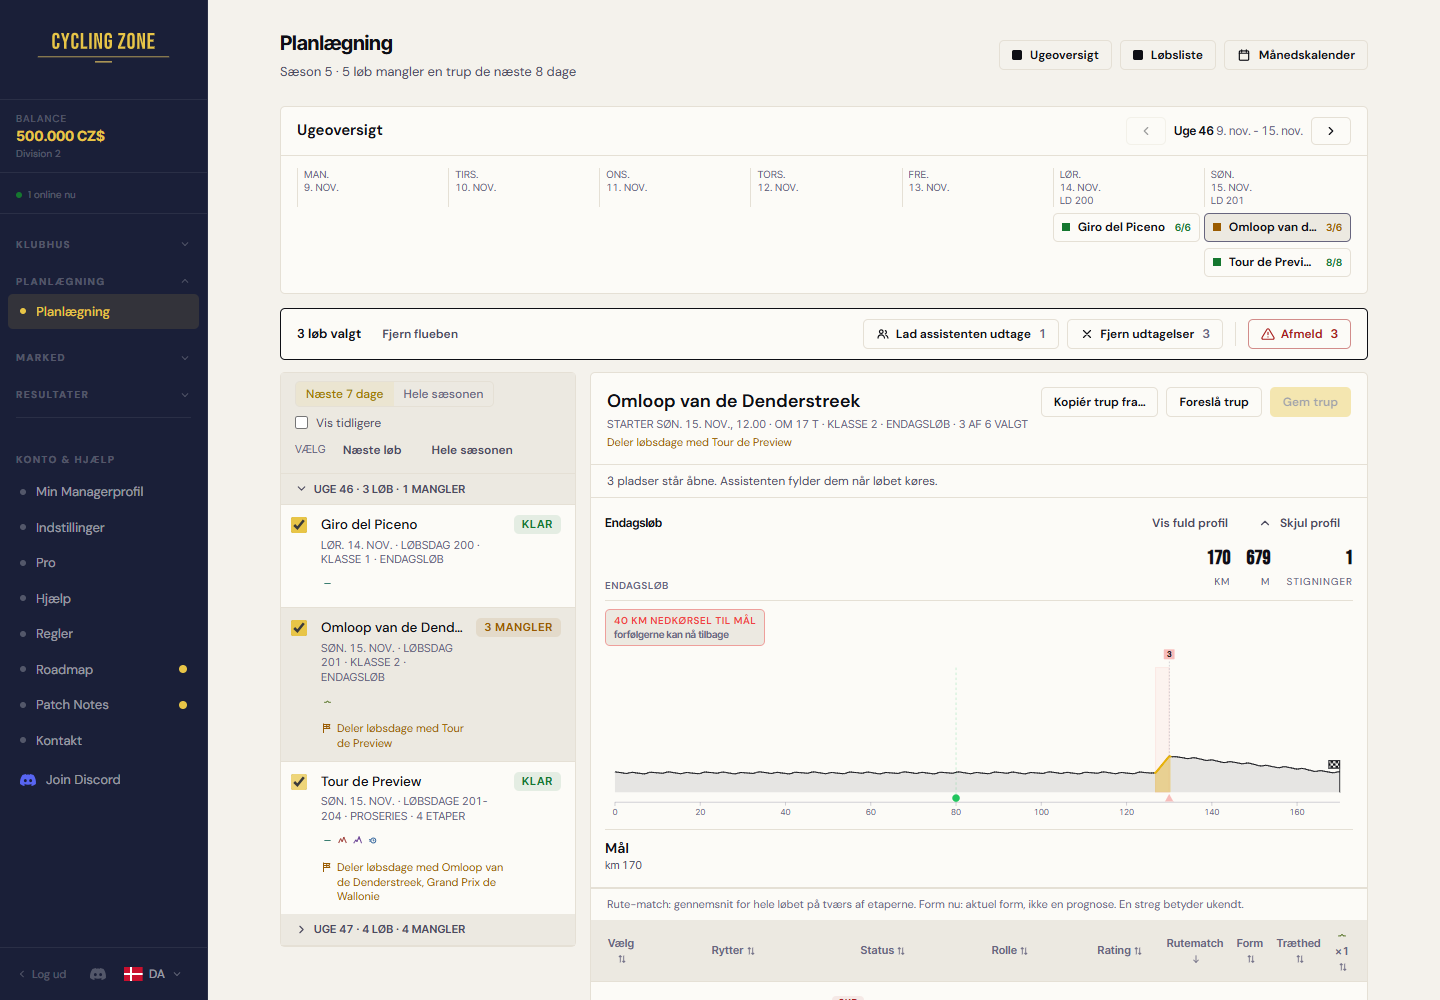 CYCLING ZONE
BALANCE
500.000 CZ$
Division 2
1 online nu
KLUBHUS
PLANLÆGNING
Planlægning
MARKED
RESULTATER
KONTO & HJÆLP
Min Managerprofil
Indstillinger
Pro
Hjælp
Regler
Roadmap
Patch Notes
Kontakt
Join Discord
Log ud
DA
Planlægning
Sæson 5 · 5 løb mangler en trup de næste 8 dage
Ugeoversigt
Løbsliste
Månedskalender
Ugeoversigt
Uge 46 9. nov. - 15. nov.
MAN.
9. NOV.
TIRS.
10. NOV.
ONS.
11. NOV.
TORS.
12. NOV.
FRE.
13. NOV.
LØR.
14. NOV.
LD 200
SØN.
15. NOV.
LD 201
Giro del Piceno 6/6
Omloop van d... 3/6
Tour de Previ... 8/8
3 løb valgt
Fjern flueben
Lad assistenten udtage 1
Fjern udtagelser 3
Afmeld 3
Næste 7 dage
Hele sæsonen
Vis tidligere
VÆLG
Næste løb
Hele sæsonen
UGE 46 · 3 LØB · 1 MANGLER
Giro del Piceno
KLAR
LØR. 14. NOV. · LØBSDAG 200 ·
KLASSE 1 · ENDAGSLØB
Omloop van de Dend...
3 MANGLER
SØN. 15. NOV. · LØBSDAG
201 · KLASSE 2 ·
ENDAGSLØB
Deler løbsdage med Tour
de Preview
Tour de Preview
KLAR
SØN. 15. NOV. · LØBSDAGE 201-
204 · PROSERIES · 4 ETAPER
Deler løbsdage med Omloop van
de Denderstreek, Grand Prix de
Wallonie
UGE 47 · 4 LØB · 4 MANGLER
Omloop van de Denderstreek
STARTER SØN. 15. NOV., 12.00 · OM 17 T · KLASSE 2 · ENDAGSLØB · 3 AF 6 VALGT
Deler løbsdage med Tour de Preview
Kopiér trup fra...
Foreslå trup
Gem trup
3 pladser står åbne. Assistenten fylder dem når løbet køres.
Endagsløb
Vis fuld profil
Skjul profil
170
KM
679
M
1
STIGNINGER
ENDAGSLØB
40 KM NEDKØRSEL TIL MÅL
forfølgerne kan nå tilbage
3
0 20 40 60 80 100 120 140 160
Mål
km 170
Rute-match: gennemsnit for hele løbet på tværs af etaperne. Form nu: aktuel form, ikke en prognose. En streg betyder ukendt.
Vælg
Rytter
Status
Rolle
Rating
Rutematch
Form
Træthed
×1